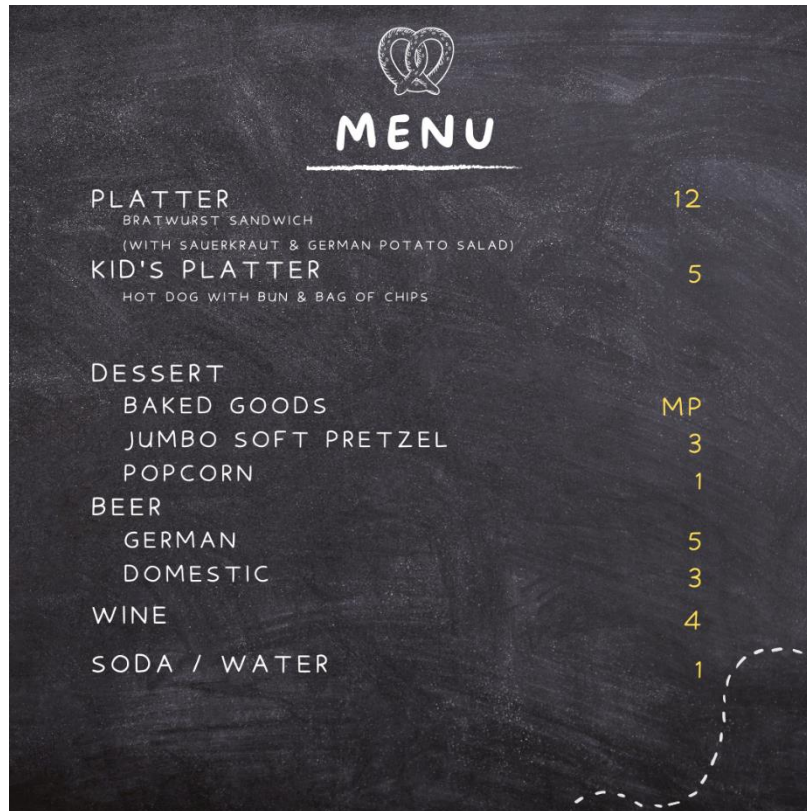 MENU
PLATTER 12
BRATWURST SANDWICH
(WITH SAUERKRAUT & GERMAN POTATO SALAD)
KID'S PLATTER 5
HOT DOG WITH BUN & BAG OF CHIPS
DESSERT
BAKED GOODS MP
JUMBO SOFT PRETZEL 3
POPCORN 1
BEER
GERMAN 5
DOMESTIC 3
WINE 4
SODA / WATER 1